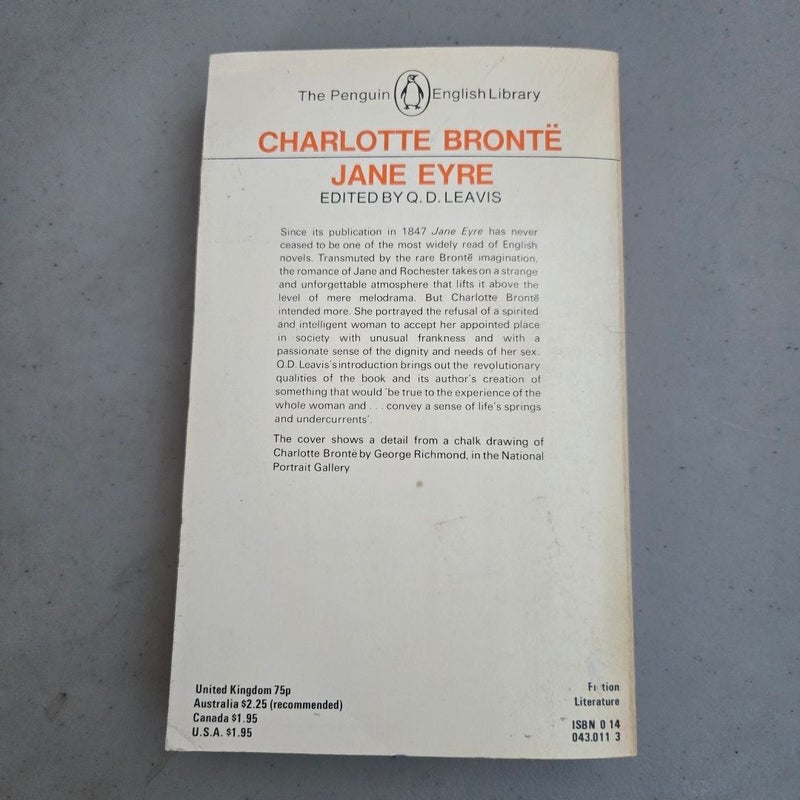 The Penguin English Library
CHARLOTTE BRONTË
JANE EYRE
EDITED BY Q. D. LEAVIS
Since its publication in 1847 Jane Eyre has never
ceased to be one of the most widely read of English
novels. Transmuted by the rare Brontë imagination,
the romance of Jane and Rochester takes on a strange
and unforgettable atmosphere that lifts it above the
level of mere melodrama. But Charlotte Brontë
intended more. She portrayed the refusal of a spirited
and intelligent woman to accept her appointed place
in society with unusual frankness and with a
passionate sense of the dignity and needs of her sex.
Q.D. Leavis's introduction brings out the revolutionary
qualities of the book and its author's creation of
something that would 'be true to the experience of the
whole woman and . . . convey a sense of life's springs
and undercurrents'.
The cover shows a detail from a chalk drawing of
Charlotte Brontë by George Richmond, in the National
Portrait Gallery
United Kingdom 75p
Australia $2.25 (recommended)
Canada $1.95
U.S.A. $1.95
Fiction
Literature
ISBN 0 14
043.011 3